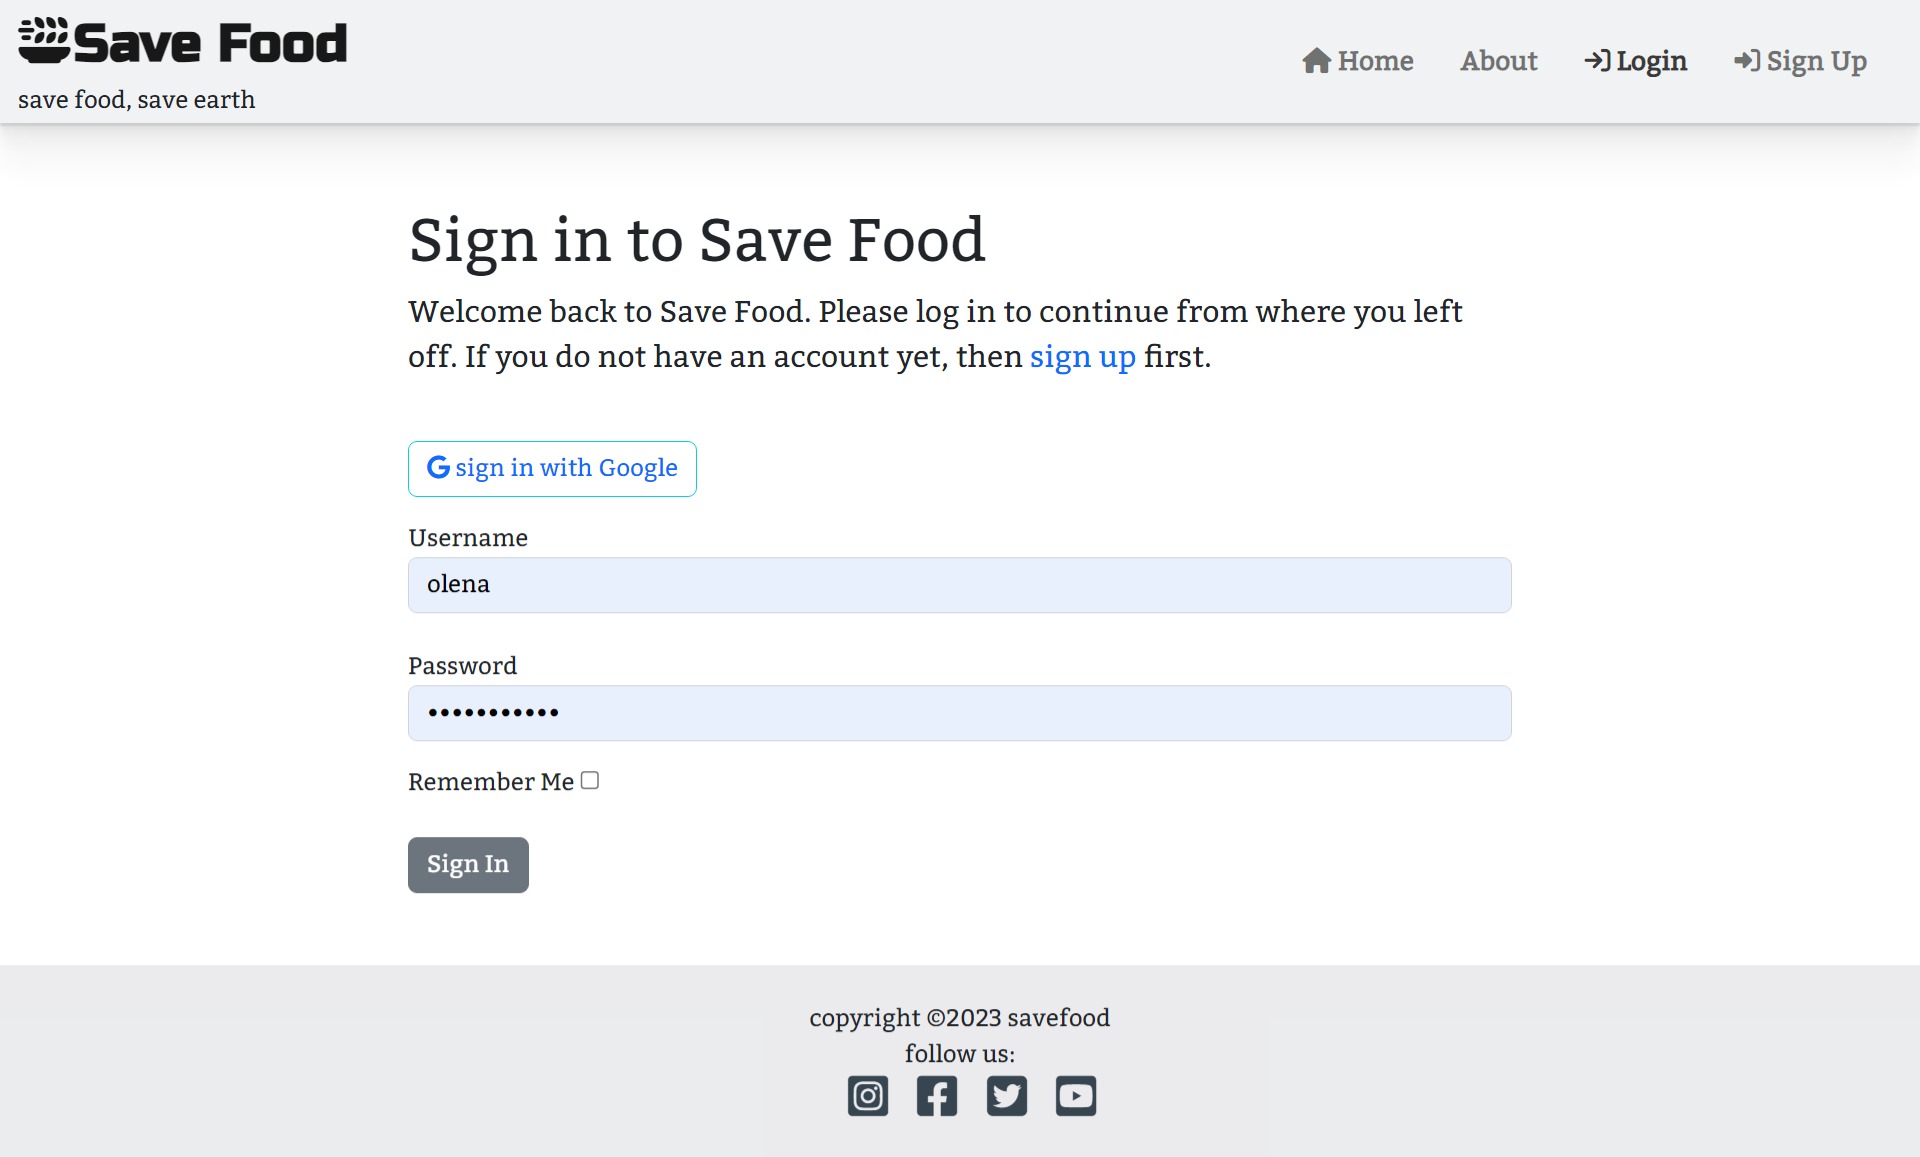 Save Food
save food, save earth
Home
About
Login
Sign Up
Sign in to Save Food
Welcome back to Save Food. Please log in to continue from where you left
off. If you do not have an account yet, then sign up first.
G sign in with Google
Username
olena
Password
•••••••••••
Remember Me
Sign In
copyright ©2023 savefood
follow us: